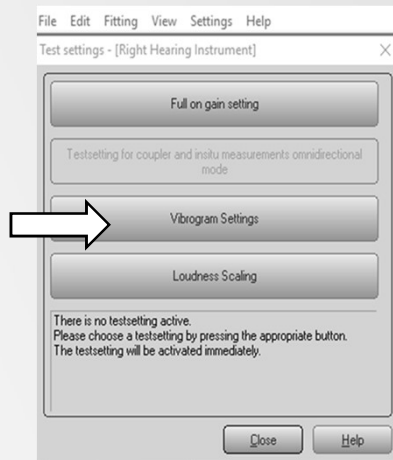 File Edit Fitting View Settings Help
Test settings - [Right Hearing Instrument]
Full on gain setting
Testsetting for coupler and insitu measurements omnidirectional
mode
Vibrogram Settings
Loudness Scaling
There is no testsetting active.
Please choose a testsetting by pressing the appropriate button.
The testsetting will be activated immediately.
Close Help